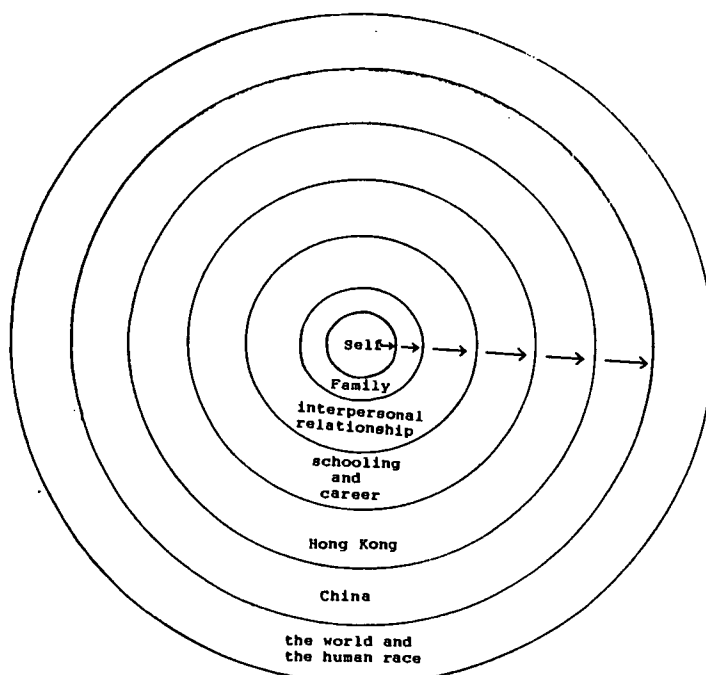 Self
Family
interpersonal
relationship
schooling
and
career
Hong Kong
China
the world and
the human race